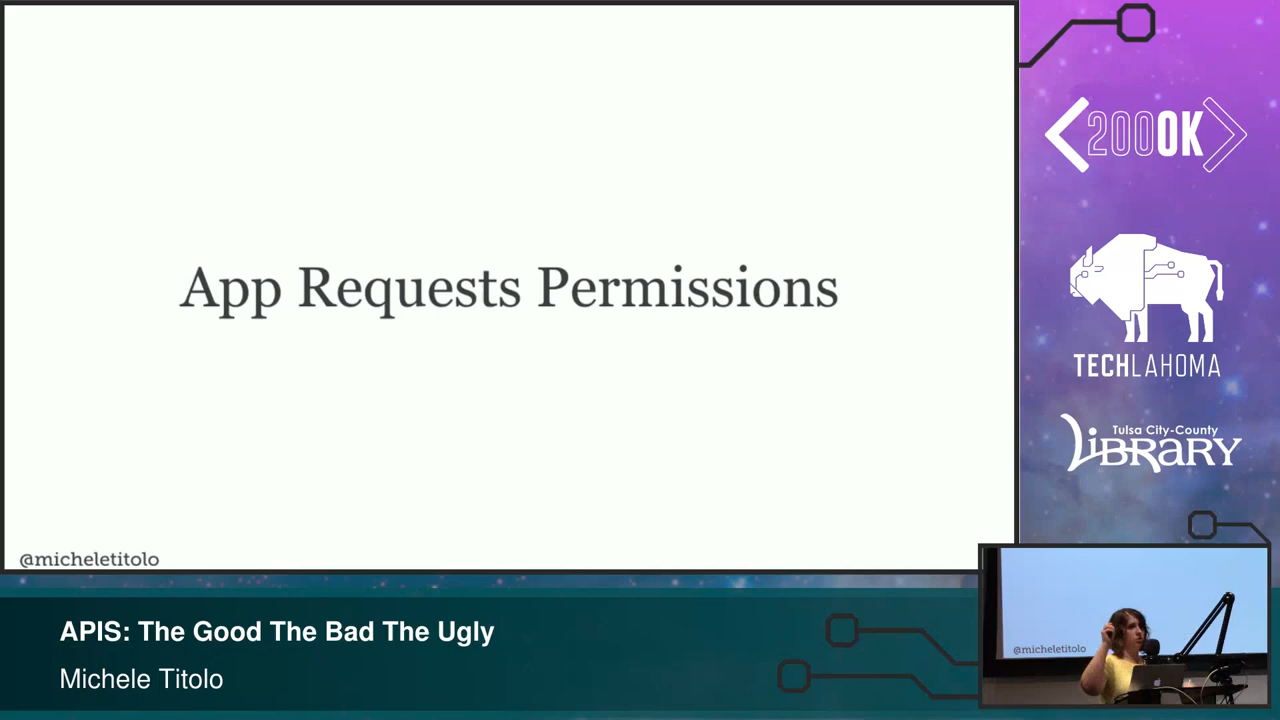 App Requests Permissions
@micheletitolo
200OK
TECHLAHOMA
Tulsa City-County
LIBRARY
@micheletitolo
APIS: The Good The Bad The Ugly
Michele Titolo